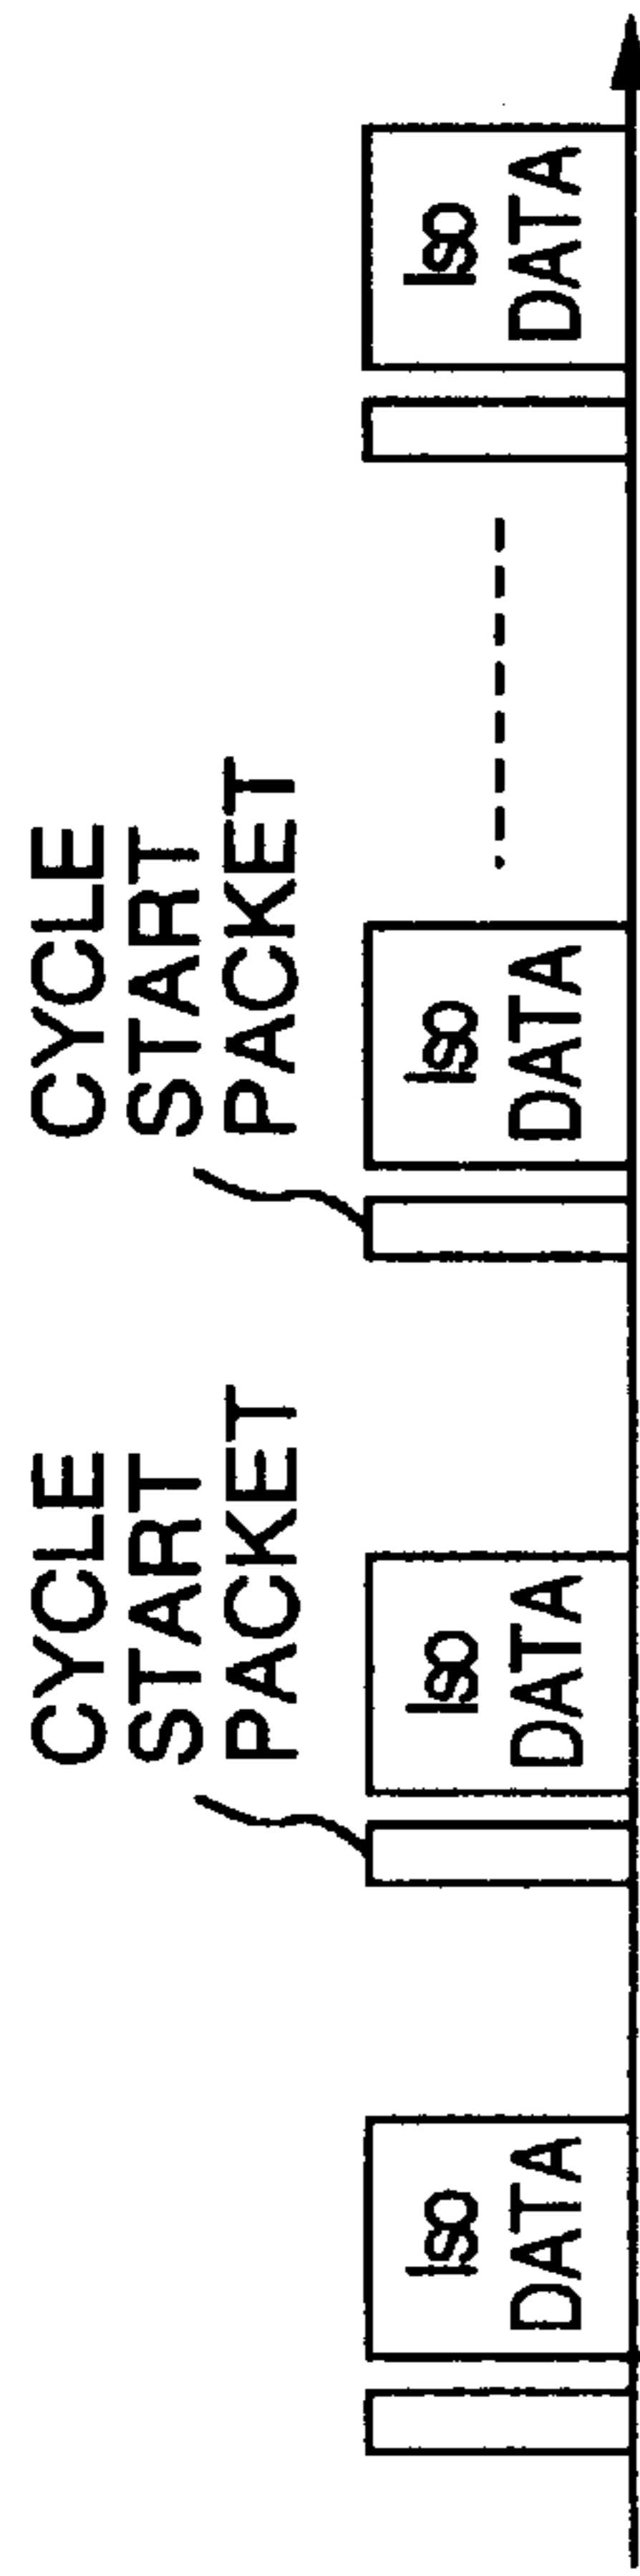 CYCLE
START
PACKET
CYCLE
START
PACKET
Iso
DATA
Iso
DATA
Iso
DATA
Iso
DATA